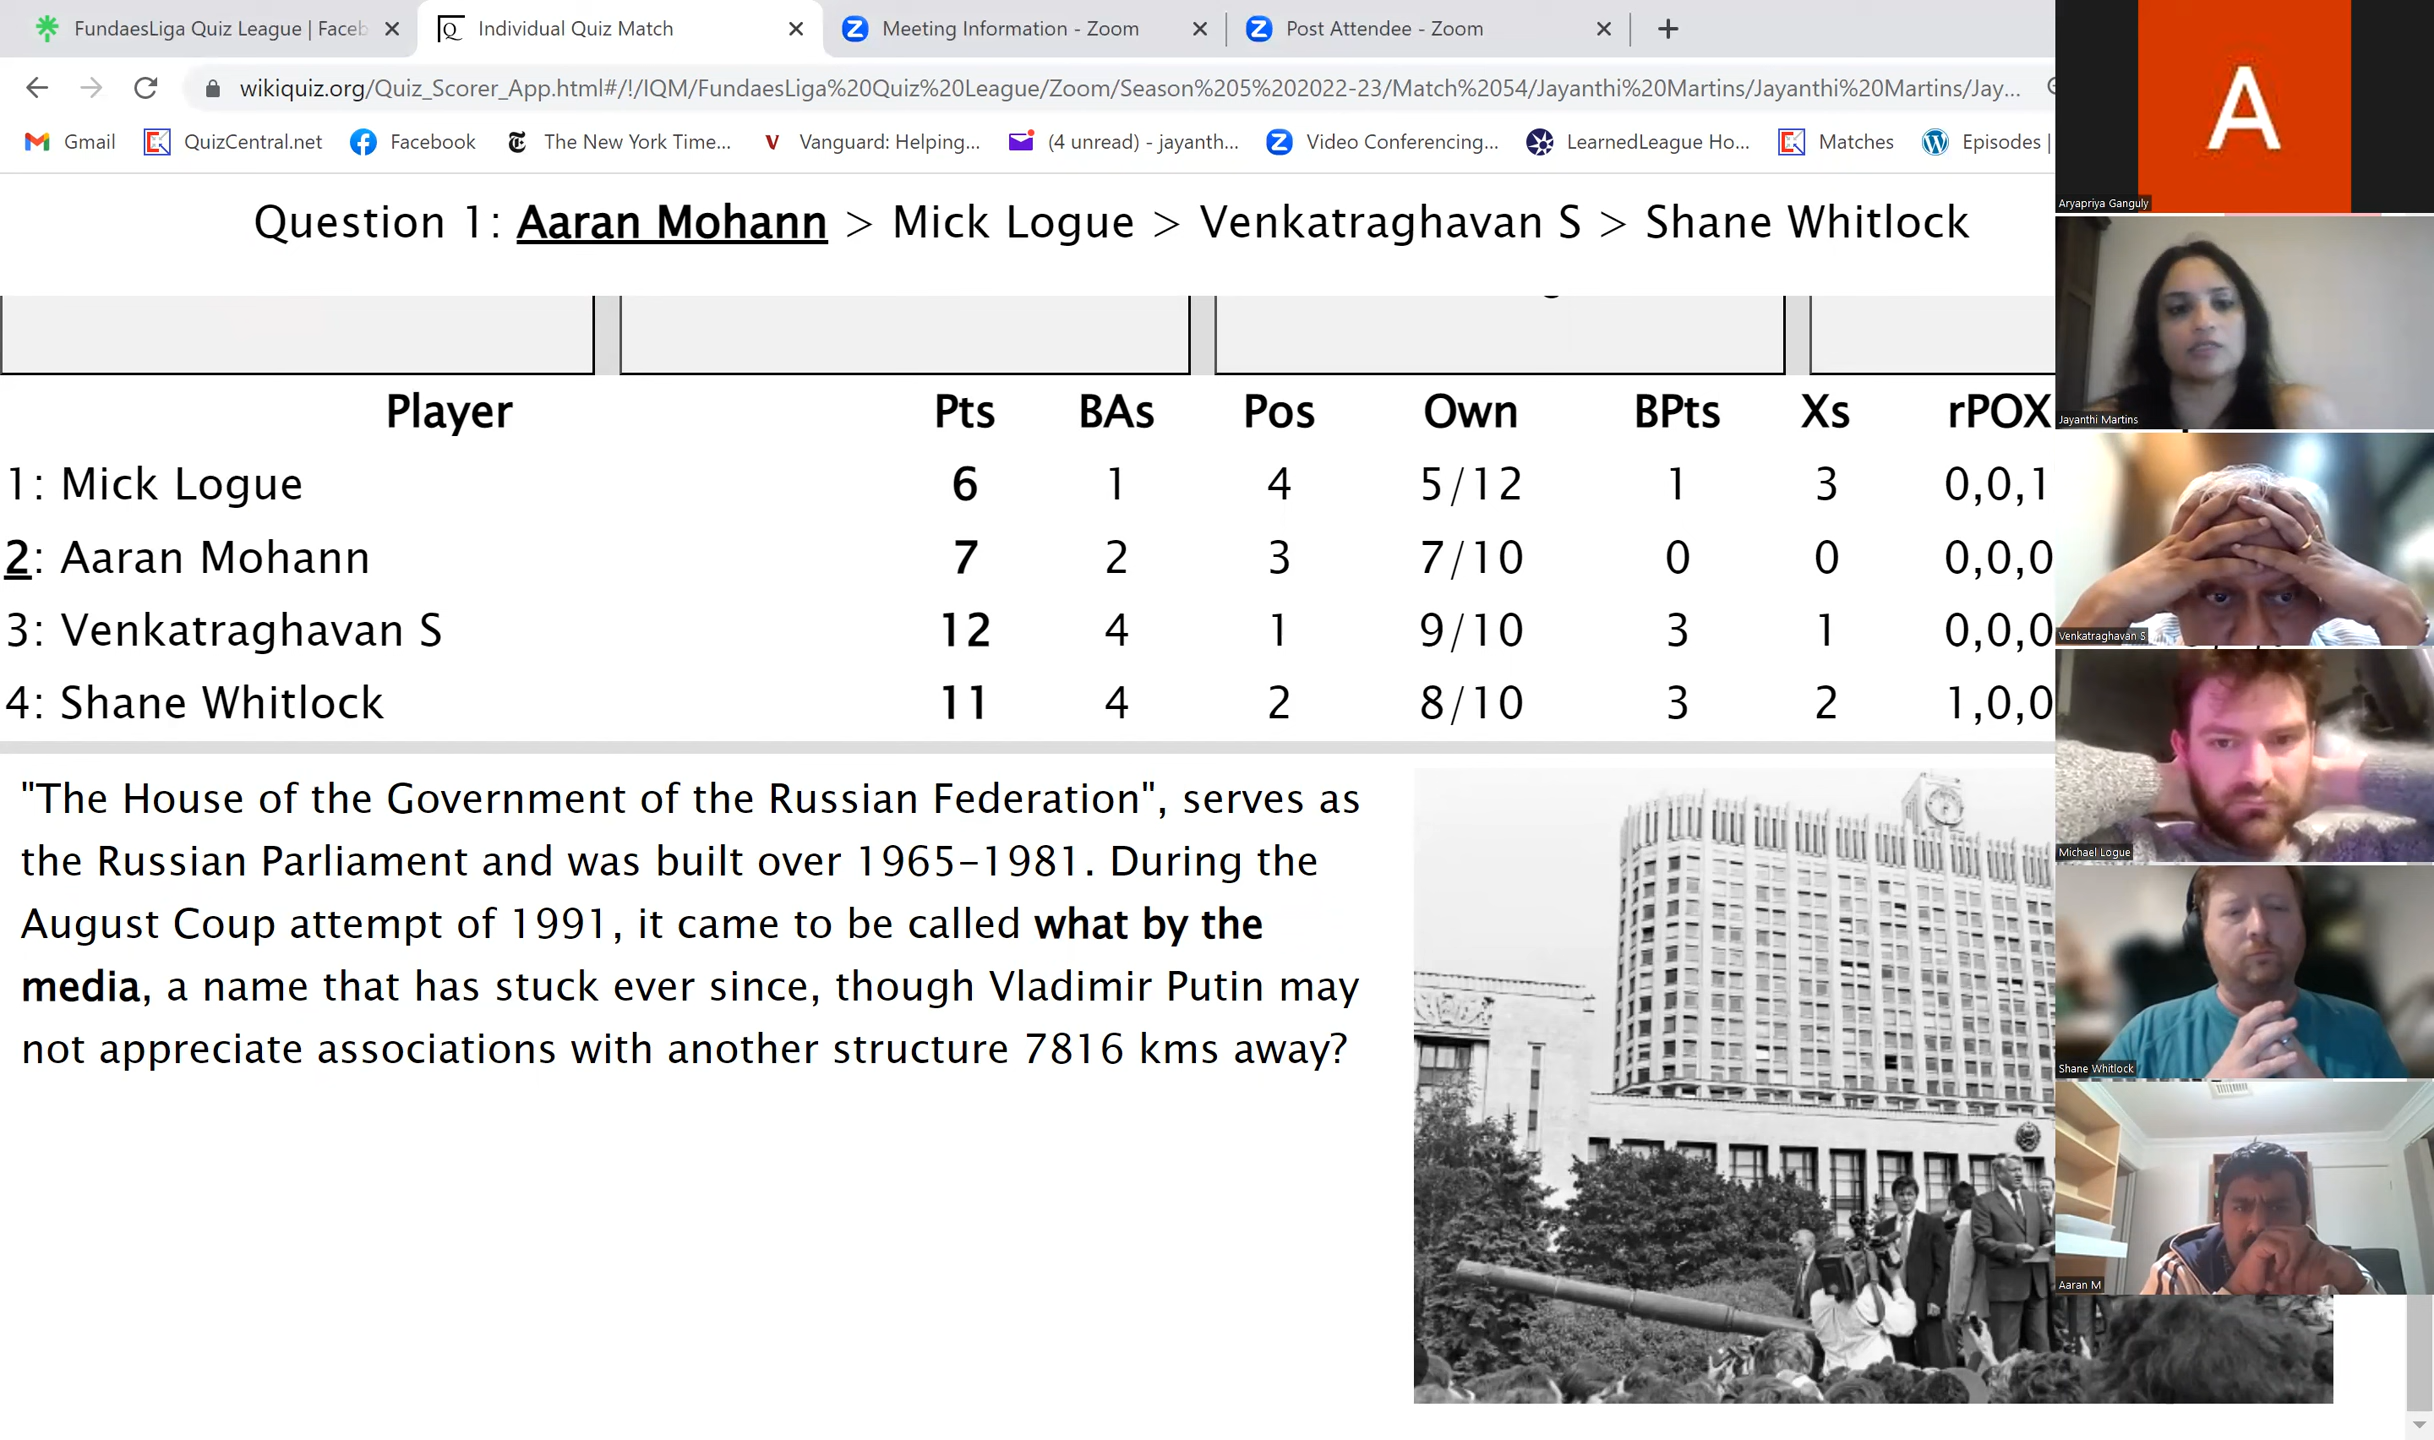 FundaesLiga Quiz League | Faceb
Individual Quiz Match
Meeting Information - Zoom
Post Attendee - Zoom
wikiquiz.org/Quiz_Scorer_App.html#/!/IQM/FundaesLiga%20Quiz%20League/Zoom/Season%205%202022-23/Match%2054/Jayanthi%20Martins/Jayanthi%20Martins/Jay...
Gmail
QuizCentral.net
Facebook
The New York Time...
Vanguard: Helping...
(4 unread) - jayanth...
Video Conferencing...
LearnedLeague Ho...
Matches
Episodes |
Question 1: Aaran Mohann > Mick Logue > Venkatraghavan S > Shane Whitlock
Player Pts BAs Pos Own BPts Xs rPOX
1: Mick Logue 6 1 4 5/12 1 3 0,0,1
2: Aaran Mohann 7 2 3 7/10 0 0 0,0,0
3: Venkatraghavan S 12 4 1 9/10 3 1 0,0,0
4: Shane Whitlock 11 4 2 8/10 3 2 1,0,0
"The House of the Government of the Russian Federation", serves as
the Russian Parliament and was built over 1965-1981. During the
August Coup attempt of 1991, it came to be called what by the
media, a name that has stuck ever since, though Vladimir Putin may
not appreciate associations with another structure 7816 kms away?
A
Aryapriya Ganguly
Jayanthi Martins
Venkatraghavan S
Michael Logue
Shane Whitlock
Aaran M